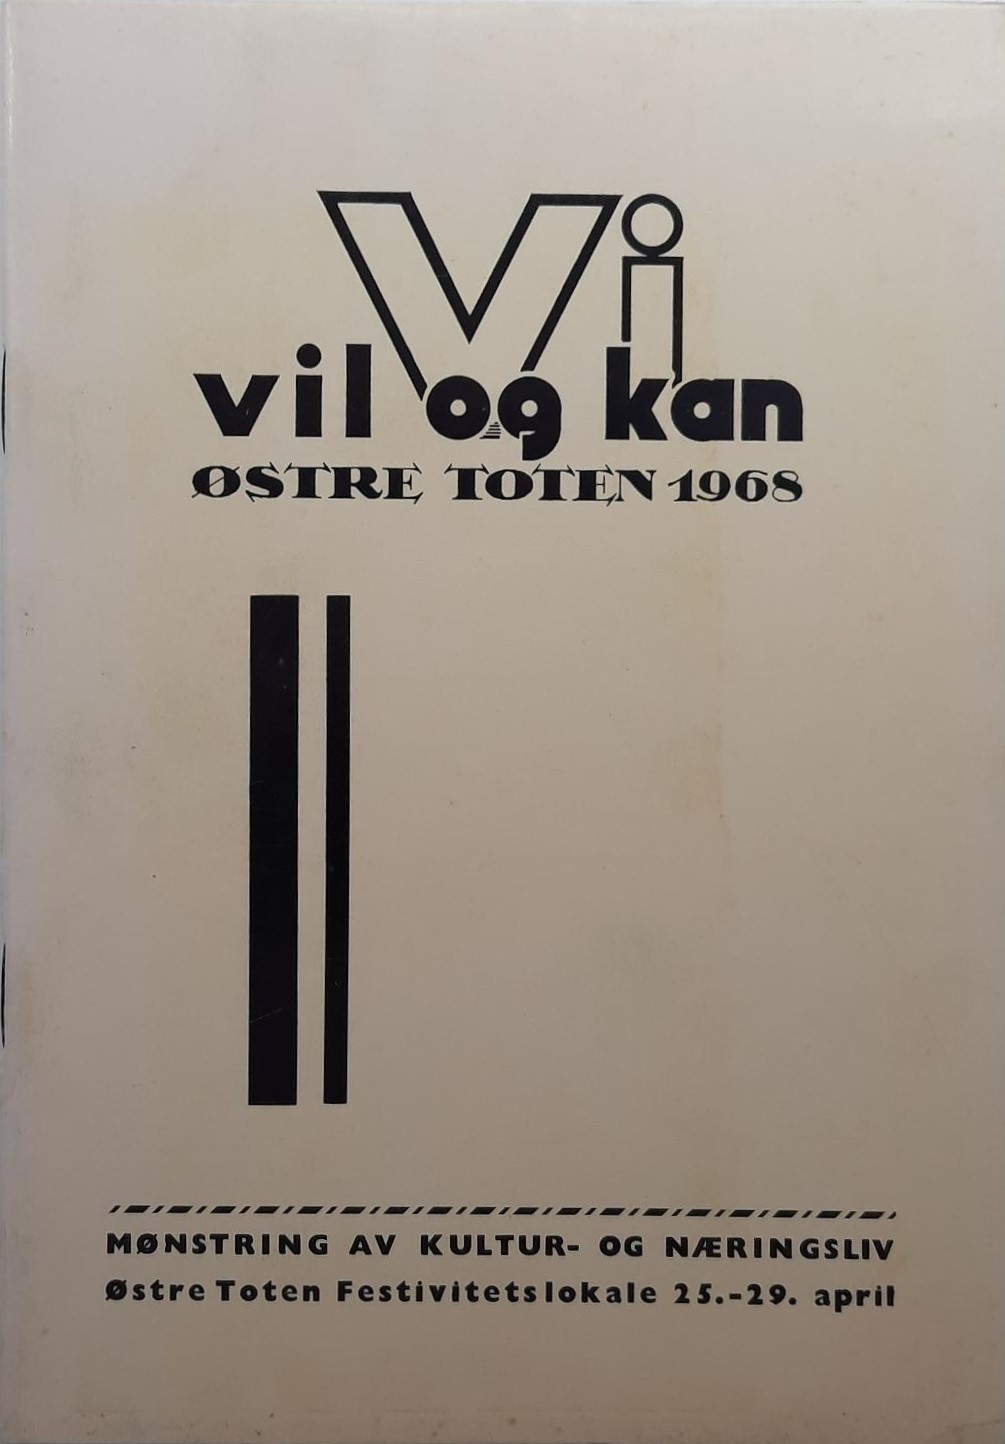 Vi
vil og kan
ØSTRE TOTEN 1968
MØNSTRING AV KULTUR- OG NÆRINGSLIV
Østre Toten Festivitetslokale 25.-29. april